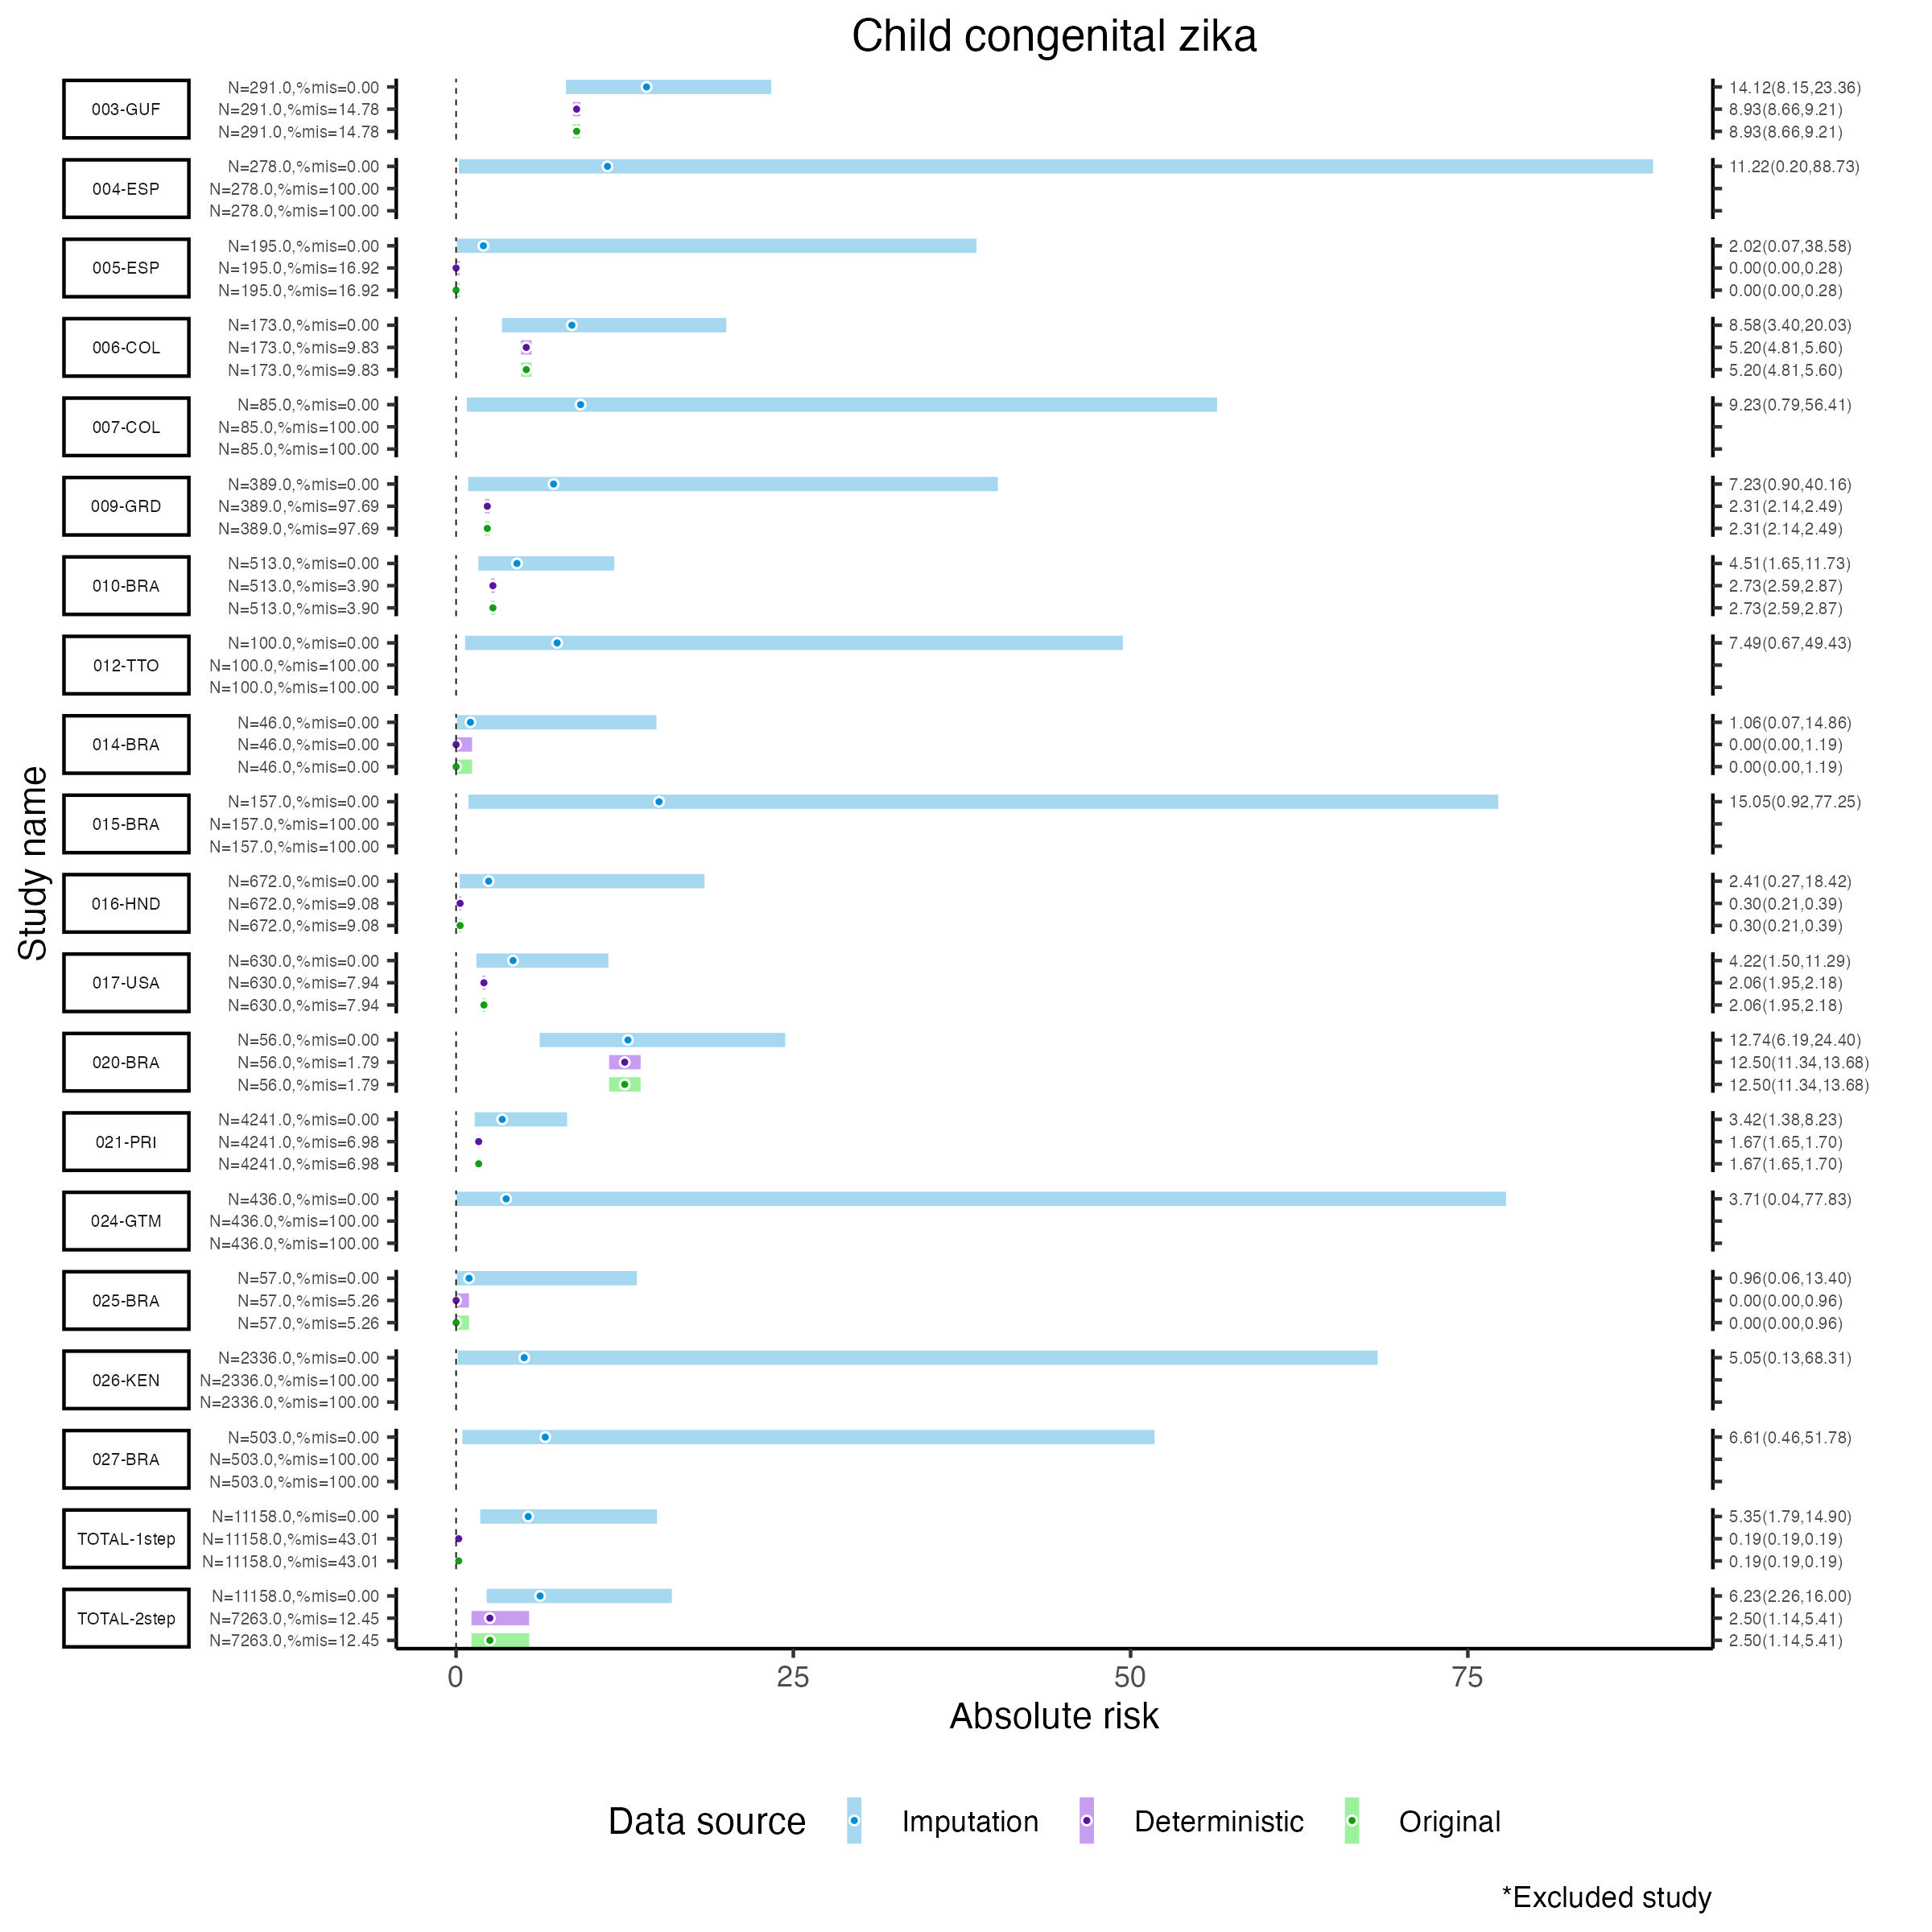 Child congenital zika
Study name
003-GUF
N=291.0,%mis=0.00 14.12(8.15,23.36)
N=291.0,%mis=14.78 8.93(8.66,9.21)
N=291.0,%mis=14.78 8.93(8.66,9.21)
004-ESP
N=278.0,%mis=0.00 11.22(0.20,88.73)
N=278.0,%mis=100.00
N=278.0,%mis=100.00
005-ESP
N=195.0,%mis=0.00 2.02(0.07,38.58)
N=195.0,%mis=16.92 0.00(0.00,0.28)
N=195.0,%mis=16.92 0.00(0.00,0.28)
006-COL
N=173.0,%mis=0.00 8.58(3.40,20.03)
N=173.0,%mis=9.83 5.20(4.81,5.60)
N=173.0,%mis=9.83 5.20(4.81,5.60)
007-COL
N=85.0,%mis=0.00 9.23(0.79,56.41)
N=85.0,%mis=100.00
N=85.0,%mis=100.00
009-GRD
N=389.0,%mis=0.00 7.23(0.90,40.16)
N=389.0,%mis=97.69 2.31(2.14,2.49)
N=389.0,%mis=97.69 2.31(2.14,2.49)
010-BRA
N=513.0,%mis=0.00 4.51(1.65,11.73)
N=513.0,%mis=3.90 2.73(2.59,2.87)
N=513.0,%mis=3.90 2.73(2.59,2.87)
012-TTO
N=100.0,%mis=0.00 7.49(0.67,49.43)
N=100.0,%mis=100.00
N=100.0,%mis=100.00
014-BRA
N=46.0,%mis=0.00 1.06(0.07,14.86)
N=46.0,%mis=0.00 0.00(0.00,1.19)
N=46.0,%mis=0.00 0.00(0.00,1.19)
015-BRA
N=157.0,%mis=0.00 15.05(0.92,77.25)
N=157.0,%mis=100.00
N=157.0,%mis=100.00
016-HND
N=672.0,%mis=0.00 2.41(0.27,18.42)
N=672.0,%mis=9.08 0.30(0.21,0.39)
N=672.0,%mis=9.08 0.30(0.21,0.39)
017-USA
N=630.0,%mis=0.00 4.22(1.50,11.29)
N=630.0,%mis=7.94 2.06(1.95,2.18)
N=630.0,%mis=7.94 2.06(1.95,2.18)
020-BRA
N=56.0,%mis=0.00 12.74(6.19,24.40)
N=56.0,%mis=1.79 12.50(11.34,13.68)
N=56.0,%mis=1.79 12.50(11.34,13.68)
021-PRI
N=4241.0,%mis=0.00 3.42(1.38,8.23)
N=4241.0,%mis=6.98 1.67(1.65,1.70)
N=4241.0,%mis=6.98 1.67(1.65,1.70)
024-GTM
N=436.0,%mis=0.00 3.71(0.04,77.83)
N=436.0,%mis=100.00
N=436.0,%mis=100.00
025-BRA
N=57.0,%mis=0.00 0.96(0.06,13.40)
N=57.0,%mis=5.26 0.00(0.00,0.96)
N=57.0,%mis=5.26 0.00(0.00,0.96)
026-KEN
N=2336.0,%mis=0.00 5.05(0.13,68.31)
N=2336.0,%mis=100.00
N=2336.0,%mis=100.00
027-BRA
N=503.0,%mis=0.00 6.61(0.46,51.78)
N=503.0,%mis=100.00
N=503.0,%mis=100.00
TOTAL-1step
N=11158.0,%mis=0.00 5.35(1.79,14.90)
N=11158.0,%mis=43.01 0.19(0.19,0.19)
N=11158.0,%mis=43.01 0.19(0.19,0.19)
TOTAL-2step
N=11158.0,%mis=0.00 6.23(2.26,16.00)
N=7263.0,%mis=12.45 2.50(1.14,5.41)
N=7263.0,%mis=12.45 2.50(1.14,5.41)
0 25 50 75
Absolute risk
Data source Imputation Deterministic Original
*Excluded study